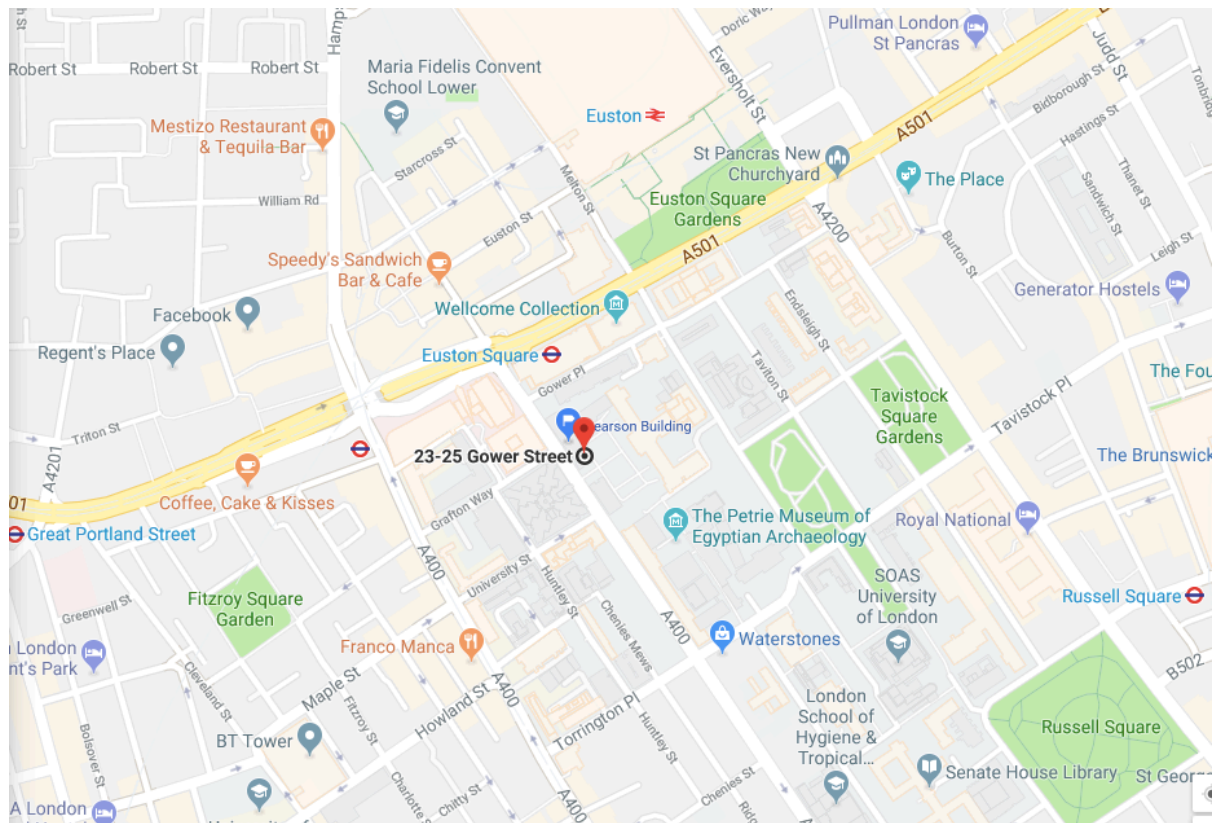 Doric Way
Pullman London
St Pancras
Robert St
Robert St
Robert St
Maria Fidelis Convent
School Lower
Eversholt St
Judd St
Bidborough St
Euston
A501
Hastings St
Mestizo Restaurant
& Tequila Bar
Starcross St
St Pancras New
Churchyard
The Place
Thanet St
Melton St
Sandwich St
William Rd
Euston Square
Gardens
A4200
Euston St
A501
Burton St
Leigh St
Speedy's Sandwich
Bar & Cafe
Generator Hostels
Wellcome Collection
Endsleigh St
Facebook
Regent's Place
Euston Square
Taviton St
Gower Pl
Tavistock
Square
Gardens
Tavistock Pl
Triton St
A4201
earson Building
23-25 Gower Street
The Brunswick
Coffee, Cake & Kisses
Grafton Way
The Petrie Museum of
Egyptian Archaeology
Royal National
Great Portland Street
A400
University St
SOAS
University
of London
Huntley St
Russell Square
Fitzroy Square
Garden
Greenwell St
Chenies Mews
A400
Franco Manca
Waterstones
London
nt's Park
Cleveland St
Maple St
B502
A400
Howland St
Fitzroy St
Torrington Pl
London
School of
Hygiene &
Tropical...
Bolsover St
BT Tower
Huntley St
Russell Square
Senate House Library
St Georg
Charlotte St
Chitty St
A400
Chenies St
A London